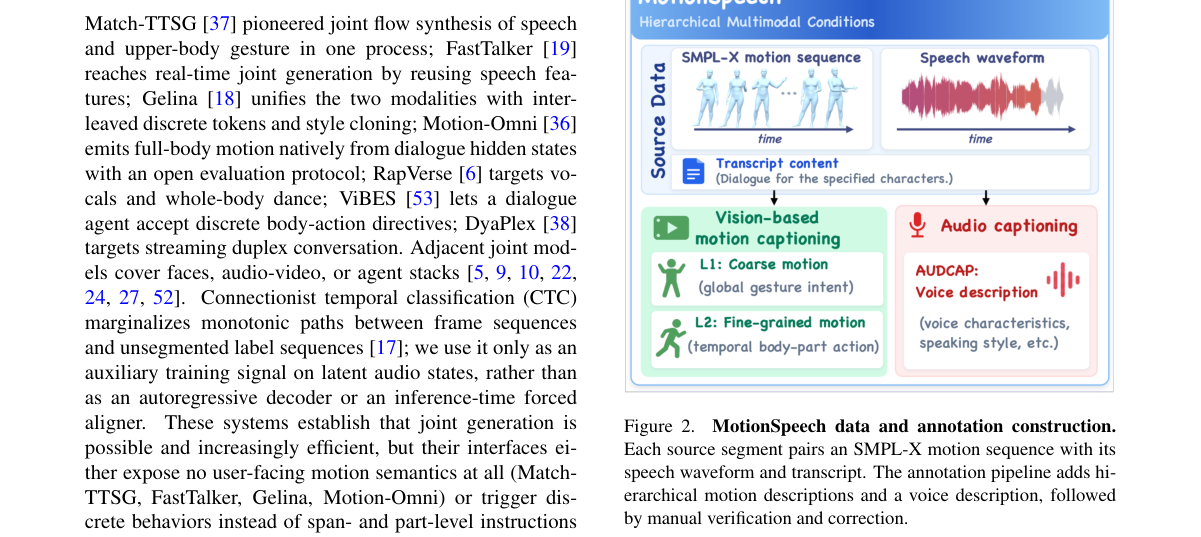 Match-TTSG [37] pioneered joint flow synthesis of speech
and upper-body gesture in one process; FastTalker [19]
reaches real-time joint generation by reusing speech fea-
tures; Gelina [18] unifies the two modalities with inter-
leaved discrete tokens and style cloning; Motion-Omni [36]
emits full-body motion natively from dialogue hidden states
with an open evaluation protocol; RapVerse [6] targets vo-
cals and whole-body dance; ViBES [53] lets a dialogue
agent accept discrete body-action directives; DyaPlex [38]
targets streaming duplex conversation. Adjacent joint mod-
els cover faces, audio-video, or agent stacks [5, 9, 10, 22,
24, 27, 52]. Connectionist temporal classification (CTC)
marginalizes monotonic paths between frame sequences
and unsegmented label sequences [17]; we use it only as an
auxiliary training signal on latent audio states, rather than
as an autoregressive decoder or an inference-time forced
aligner. These systems establish that joint generation is
possible and increasingly efficient, but their interfaces ei-
ther expose no user-facing motion semantics at all (Match-
TTSG, FastTalker, Gelina, Motion-Omni) or trigger dis-
crete behaviors instead of span- and part-level instructions
Hierarchical Multimodal Conditions
Source Data
SMPL-X motion sequence
...
time
Speech waveform
time
Transcript content
(Dialogue for the specified characters.)
Vision-based
motion captioning
L1: Coarse motion
(global gesture intent)
L2: Fine-grained motion
(temporal body-part action)
Audio captioning
AUDCAP:
Voice description
(voice characteristics,
speaking style, etc.)
Figure 2. MotionSpeech data and annotation construction.
Each source segment pairs an SMPL-X motion sequence with its
speech waveform and transcript. The annotation pipeline adds hi-
erarchical motion descriptions and a voice description, followed
by manual verification and correction.